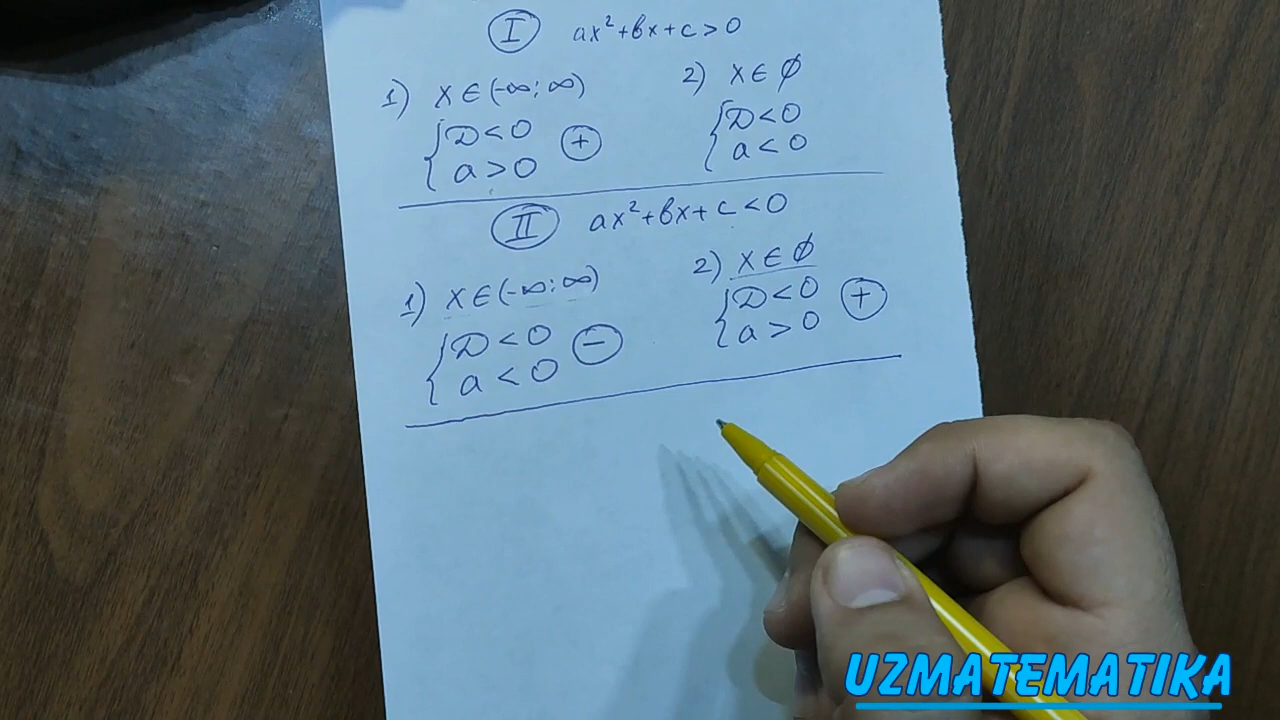 I ax²+bx+c>0
1) x∈(-∞;∞)
D<0
a>0 +
2) x∈∅
D<0
a<0
II ax²+bx+c<0
1) x∈(-∞;∞)
D<0
a<0 −
2) x∈∅
D<0
a>0 +
UZMATEMATIKA